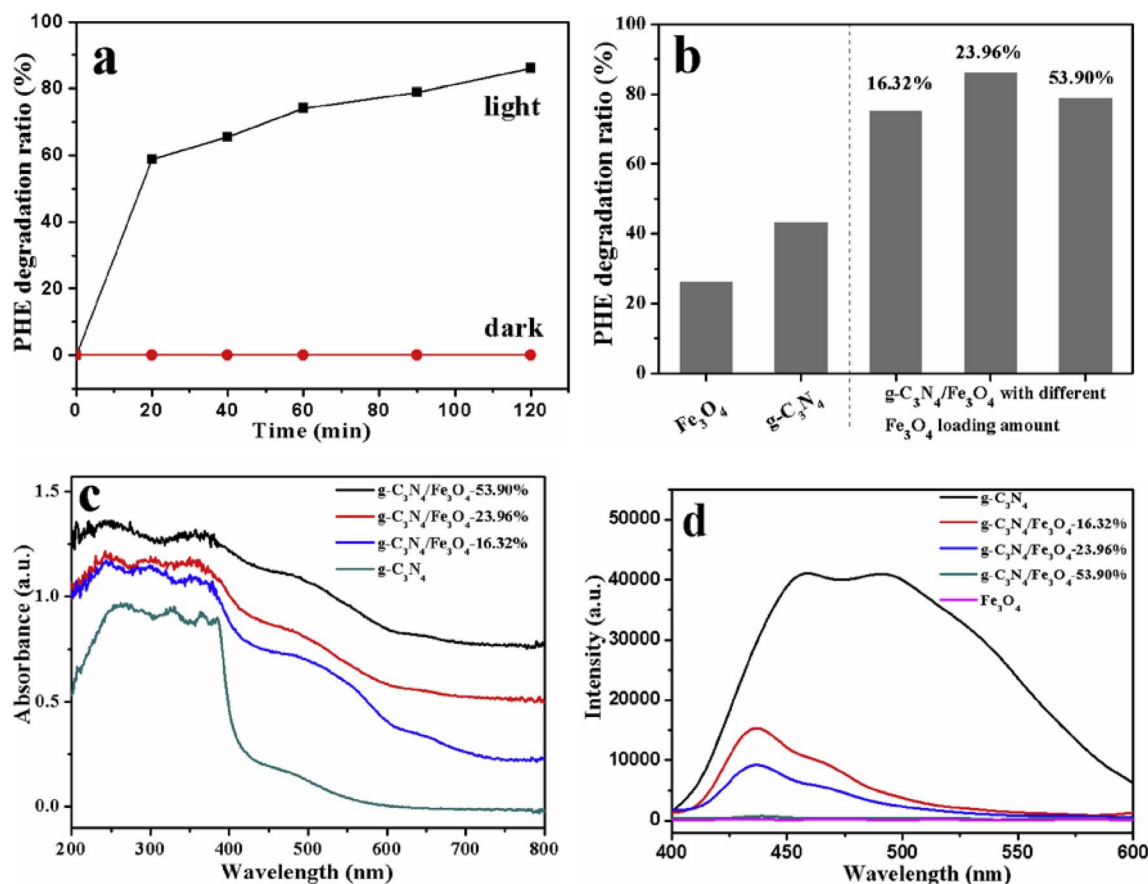 a
100
80
60
40
20
0
PHE degradation ratio (%)
light
dark
0 20 40 60 80 100 120
Time (min)
b
100
80
60
40
20
0
PHE degradation ratio (%)
16.32%
23.96%
53.90%
Fe₃O₄
g-C₃N₄
g-C₃N₄/Fe₃O₄ with different
Fe₃O₄ loading amount
c
1.5
1.0
0.5
0.0
Absorbance (a.u.)
g-C₃N₄/Fe₃O₄-53.90%
g-C₃N₄/Fe₃O₄-23.96%
g-C₃N₄/Fe₃O₄-16.32%
g-C₃N₄
200 300 400 500 600 700 800
Wavelength (nm)
d
50000
40000
30000
20000
10000
0
Intensity (a.u.)
g-C₃N₄
g-C₃N₄/Fe₃O₄-16.32%
g-C₃N₄/Fe₃O₄-23.96%
g-C₃N₄/Fe₃O₄-53.90%
Fe₃O₄
400 450 500 550 600
Wavelength (nm)